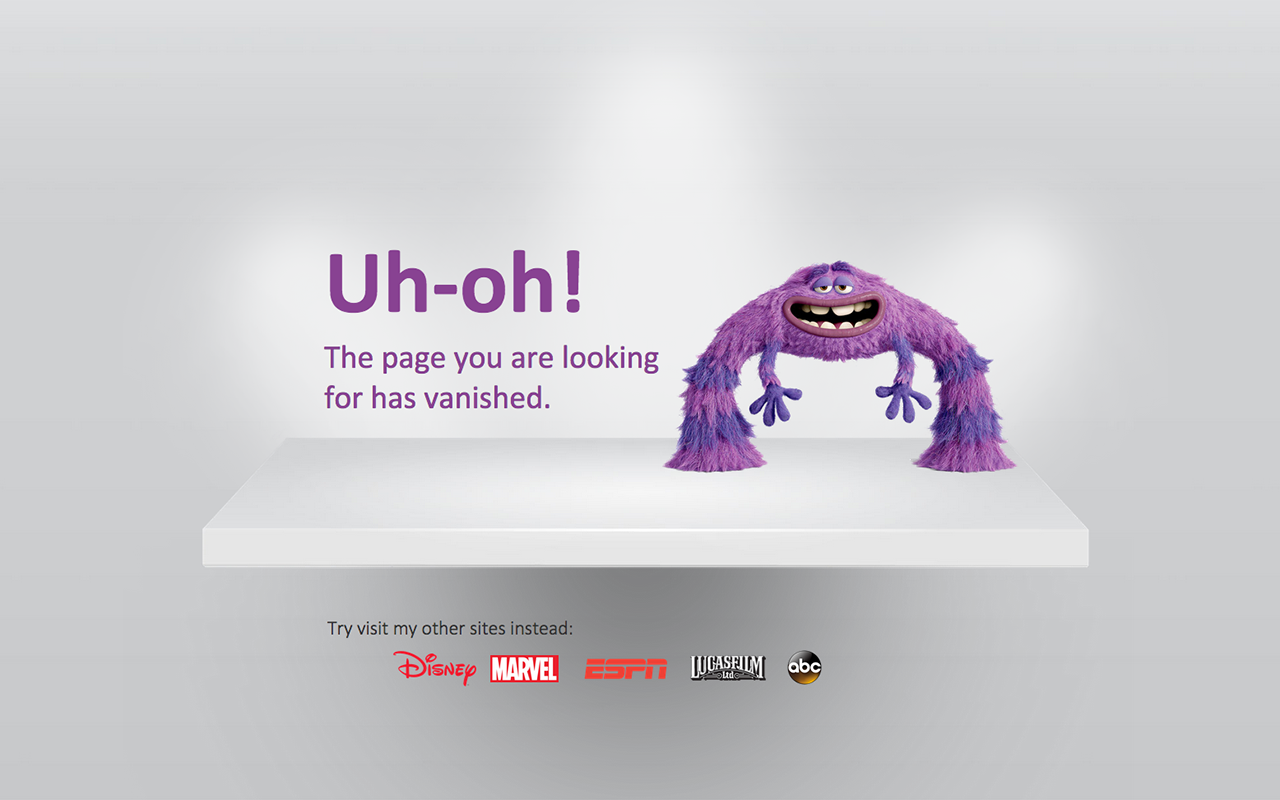 Uh-oh!
The page you are looking
for has vanished.
Try visit my other sites instead:
Disney MARVEL ESPN LUCASFILM Ltd abc